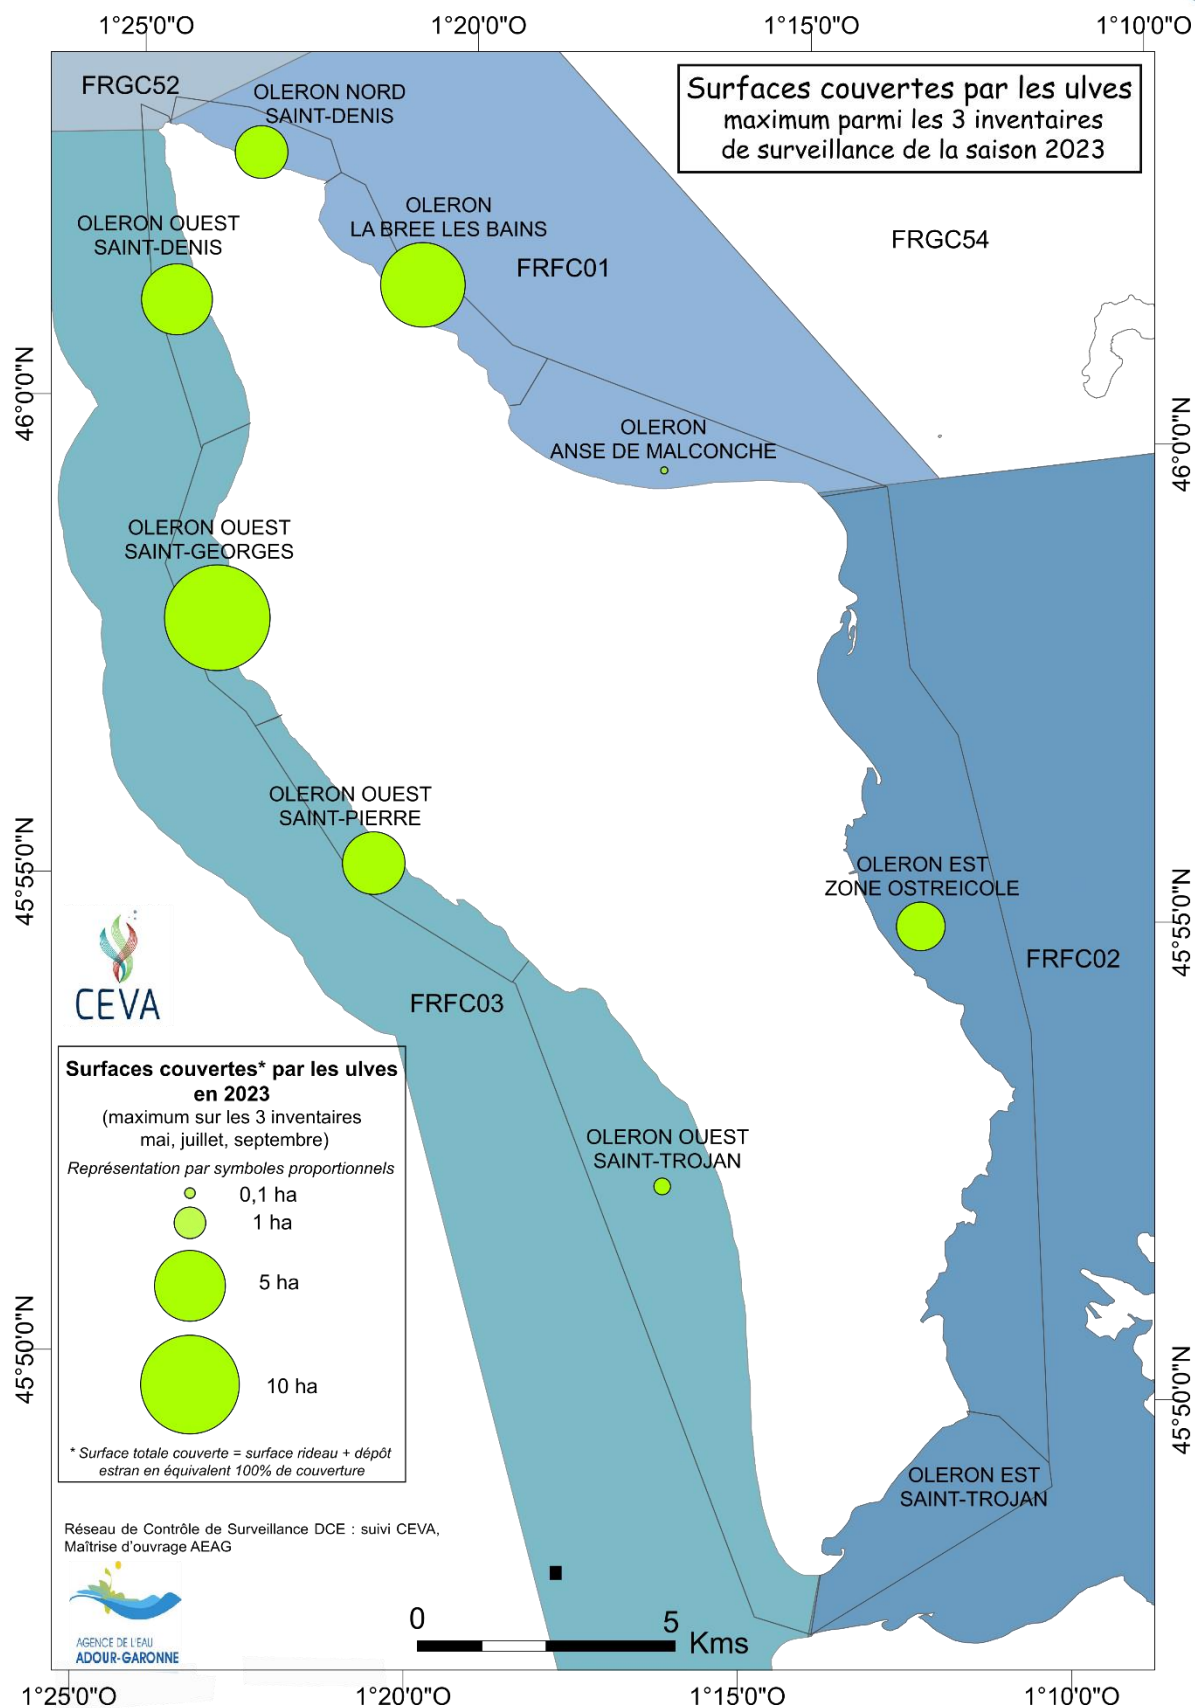 1°25'0"O
1°20'0"O
1°15'0"O
1°10'0"O
Surfaces couvertes par les ulves
maximum parmi les 3 inventaires
de surveillance de la saison 2023
FRGC52
OLERON NORD
SAINT-DENIS
OLERON OUEST
SAINT-DENIS
OLERON
LA BREE LES BAINS
FRFC01
FRGC54
46°0'0"N
46°0'0"N
OLERON
ANSE DE MALCONCHE
OLERON OUEST
SAINT-GEORGES
OLERON OUEST
SAINT-PIERRE
45°55'0"N
45°55'0"N
OLERON EST
ZONE OSTREICOLE
FRFC02
FRFC03
CEVA
Surfaces couvertes* par les ulves
en 2023
(maximum sur les 3 inventaires
mai, juillet, septembre)
Représentation par symboles proportionnels
0,1 ha
1 ha
5 ha
10 ha
* Surface totale couverte = surface rideau + dépôt
estran en équivalent 100% de couverture
OLERON OUEST
SAINT-TROJAN
45°50'0"N
45°50'0"N
OLERON EST
SAINT-TROJAN
Réseau de Contrôle de Surveillance DCE : suivi CEVA,
Maîtrise d'ouvrage AEAG
AGENCE DE L'EAU
ADOUR-GARONNE
0
5
Kms
1°25'0"O
1°20'0"O
1°15'0"O
1°10'0"O